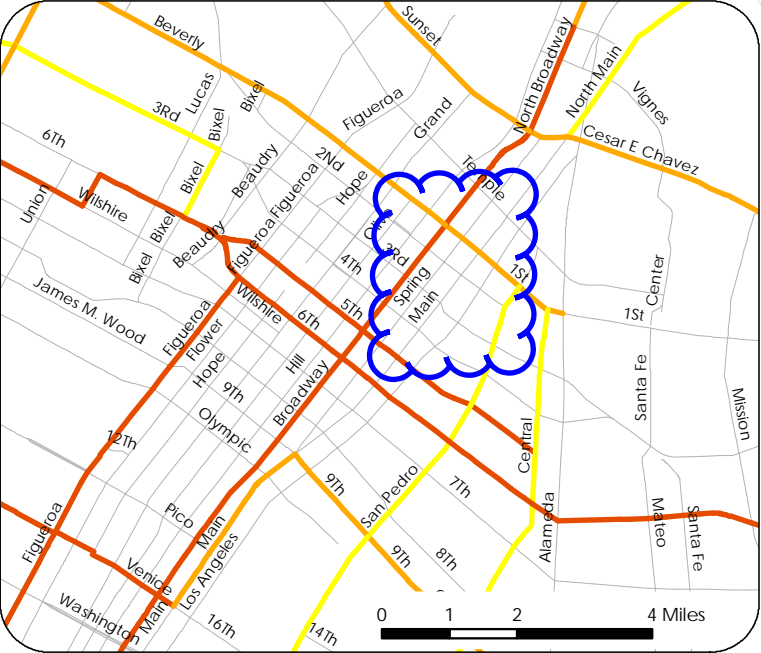 Sunset
Beverly
North Broadway
North Main
Vignes
Lucas
Bixel
3Rd
Bixel
Figueroa
Grand
Cesar E Chavez
6Th
Beaudry
2Nd
Temple
Bixel
Hope
Figueroa
Union
Wilshire
Bixel
Beaudry
Figueroa
Olive
3Rd
4Th
1St
Center
Bixel
Spring
Main
James M. Wood
Wilshire
5Th
6Th
1St
Figueroa
Flower
Hope
Hill
9Th
Broadway
Santa Fe
Mission
Olympic
12Th
Central
9Th
7Th
San Pedro
Pico
Main
Alameda
Mateo
Santa Fe
Figueroa
9Th
8Th
Venice
Los Angeles
Washington
Main
16Th
14Th
0 1 2 4 Miles